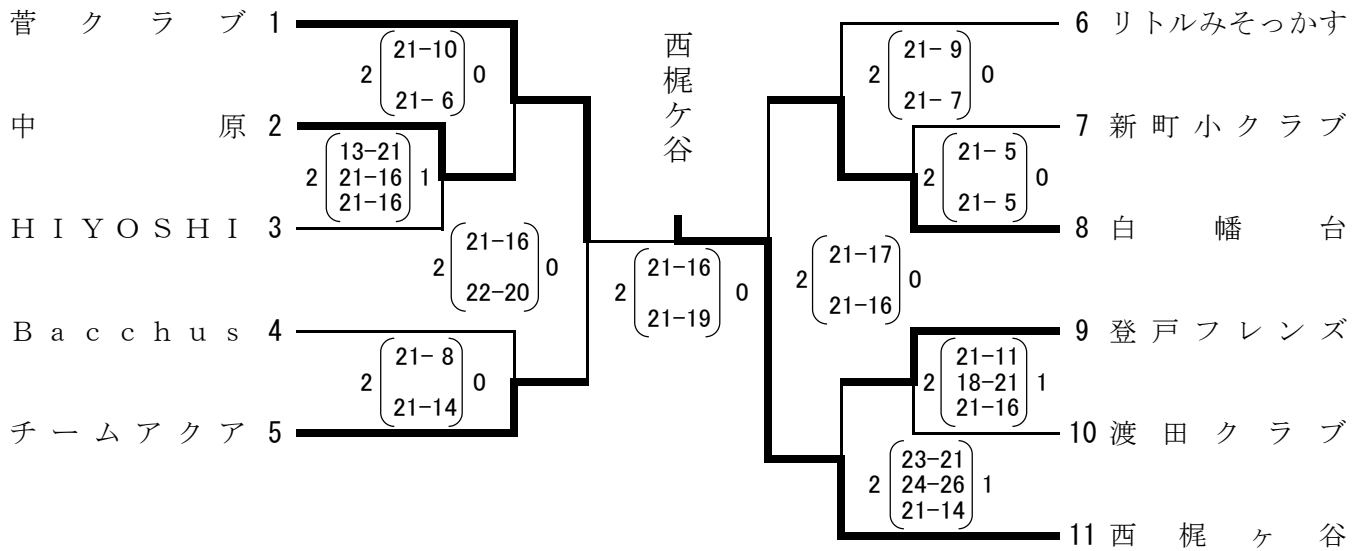 菅クラブ 1
21-10
2 0
21- 6
中原 2
13-21
2 21-16 1
21-16
HIYOSHI 3
21-16
2 0
22-20
Bacchus 4
21- 8
2 0
21-14
チームアクア 5
西梶ケ谷
21-16
2 0
21-19
6 リトルみそっかす
21- 9
2 0
21- 7
7 新町小クラブ
21- 5
2 0
21- 5
8 白幡台
21-17
2 0
21-16
9 登戸フレンズ
21-11
2 18-21 1
21-16
10 渡田クラブ
23-21
2 24-26 1
21-14
11 西梶ヶ谷